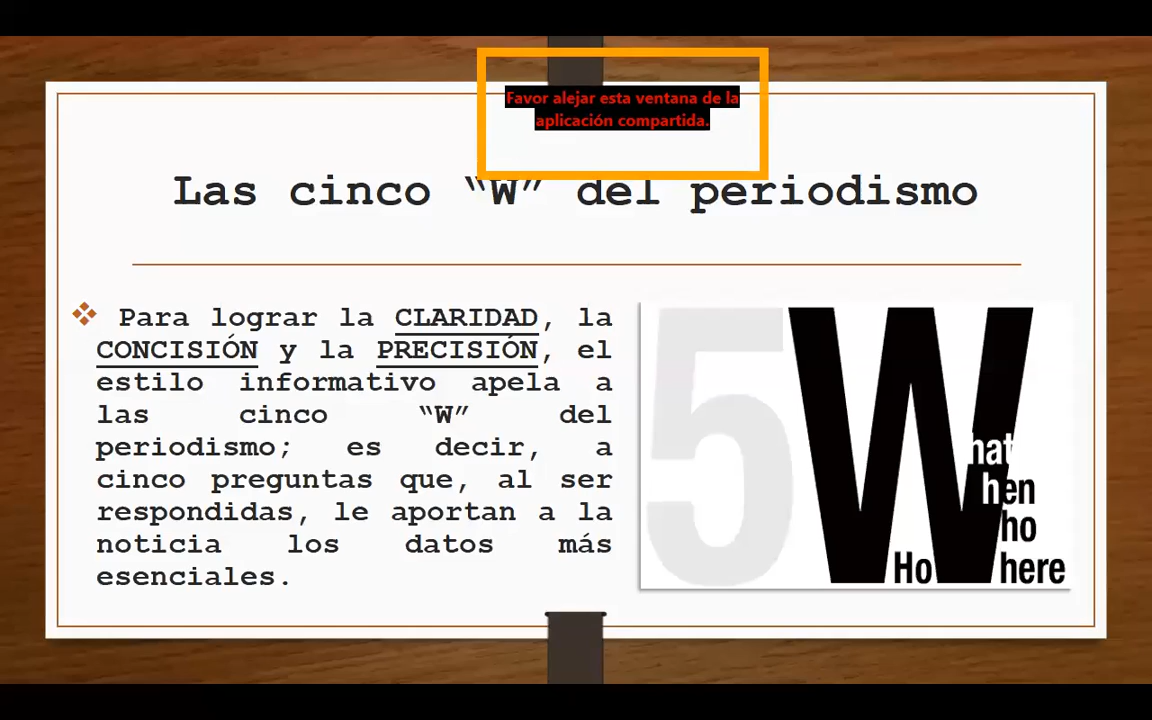 Favor alejar esta ventana de la
aplicación compartida.
Las cinco “W” del periodismo
Para lograr la CLARIDAD, la
CONCISIÓN y la PRECISIÓN, el
estilo informativo apela a
las cinco “W” del
periodismo; es decir, a
cinco preguntas que, al ser
respondidas, le aportan a la
noticia los datos más
esenciales.
5W
hat
hen
ho
Ho here